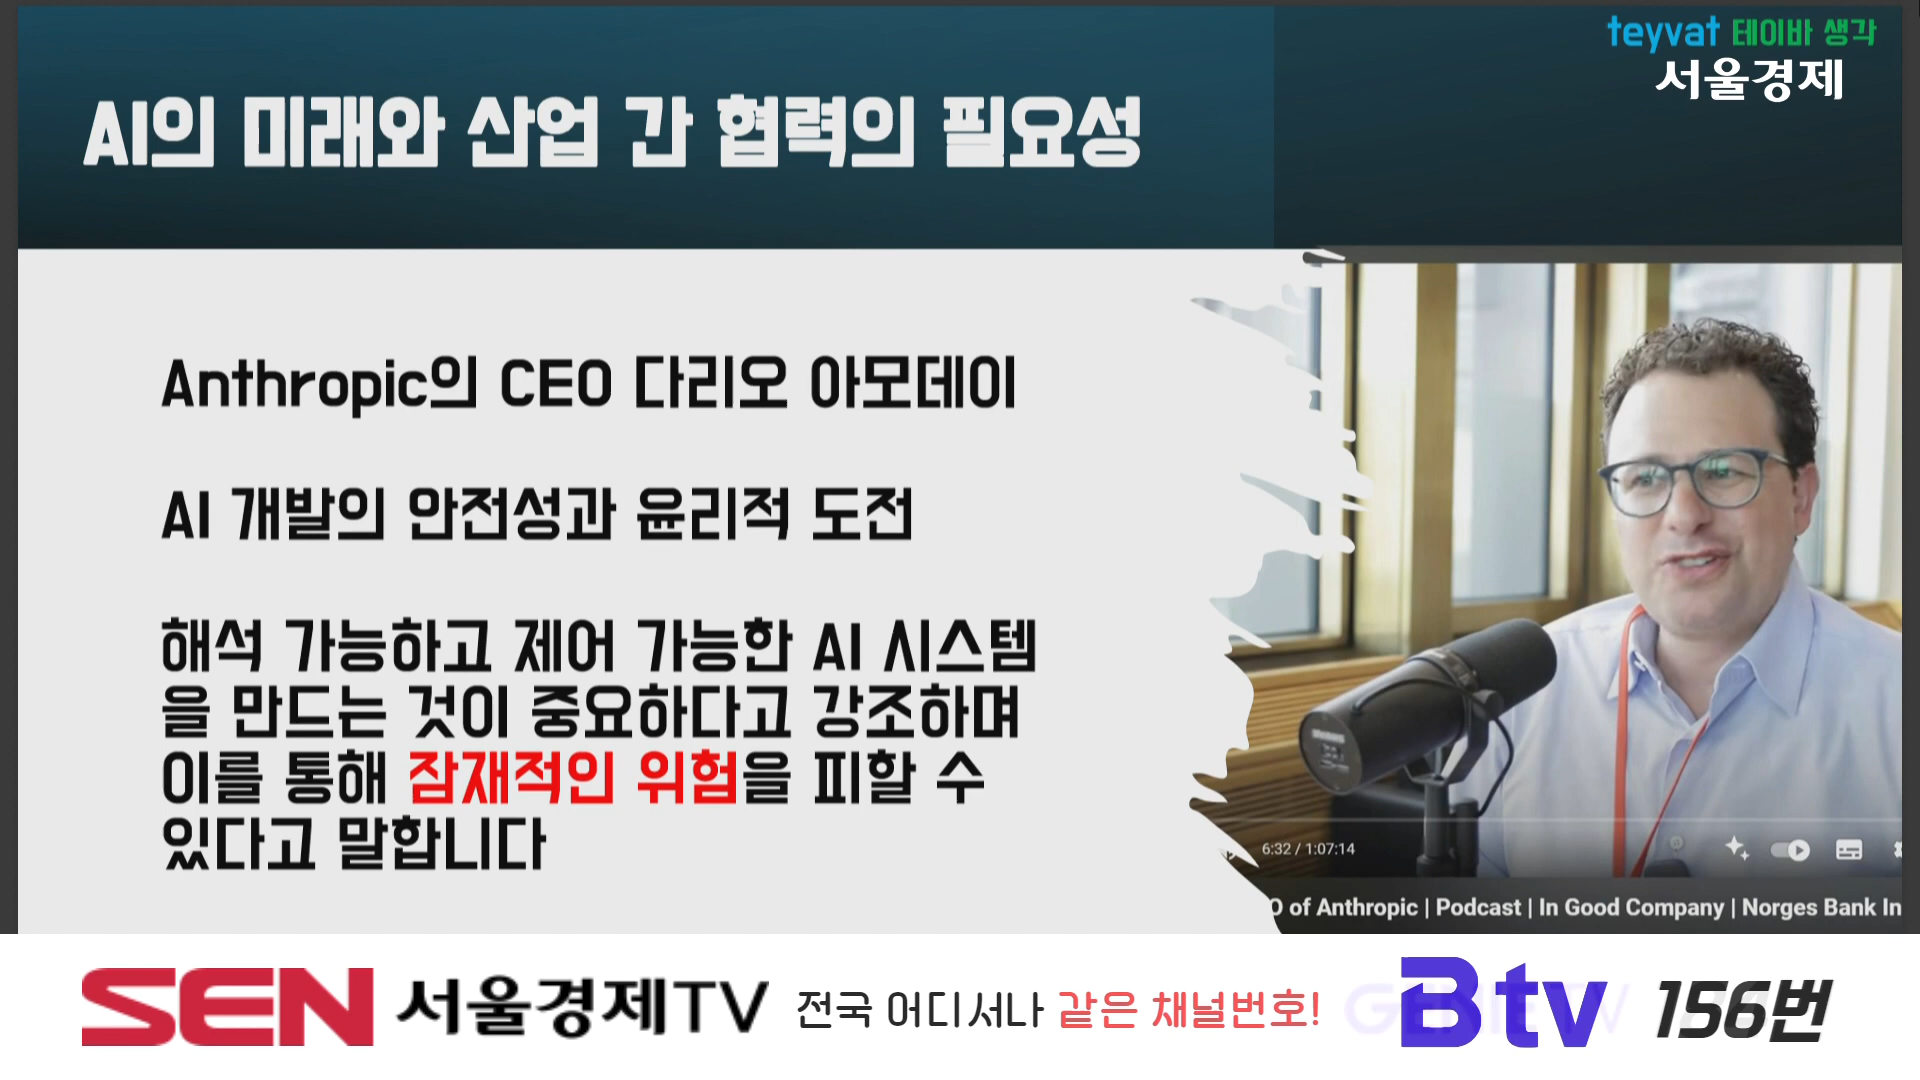 teyvat 테이바 생각
서울경제
AI의 미래와 산업 간 협력의 필요성
Anthropic의 CEO 다리오 아모데이
AI 개발의 안전성과 윤리적 도전
해석 가능하고 제어 가능한 AI 시스템
을 만드는 것이 중요하다고 강조하며
이를 통해 잠재적인 위험을 피할 수
있다고 말합니다
6:32 / 1:07:14
O of Anthropic | Podcast | In Good Company | Norges Bank In
SEN 서울경제TV 전국 어디서나 같은 채널번호! Btv 156번